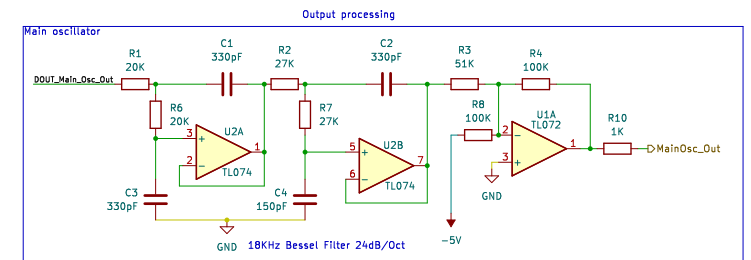 Output processing
Main oscillator
C1
330pF
C2
330pF
R1
20K
R2
27K
R3
51K
R4
100K
DOUT_Main_Osc_Out
R6
20K
R7
27K
R8
100K
U1A
TL072
R10
1K
U2A
U2B
3
+
2
-
1
TL074
5
+
6
-
7
TL074
2
-
3
+
1
MainOsc_Out
C3
330pF
C4
150pF
GND
-5V
GND
18KHz Bessel Filter 24dB/Oct